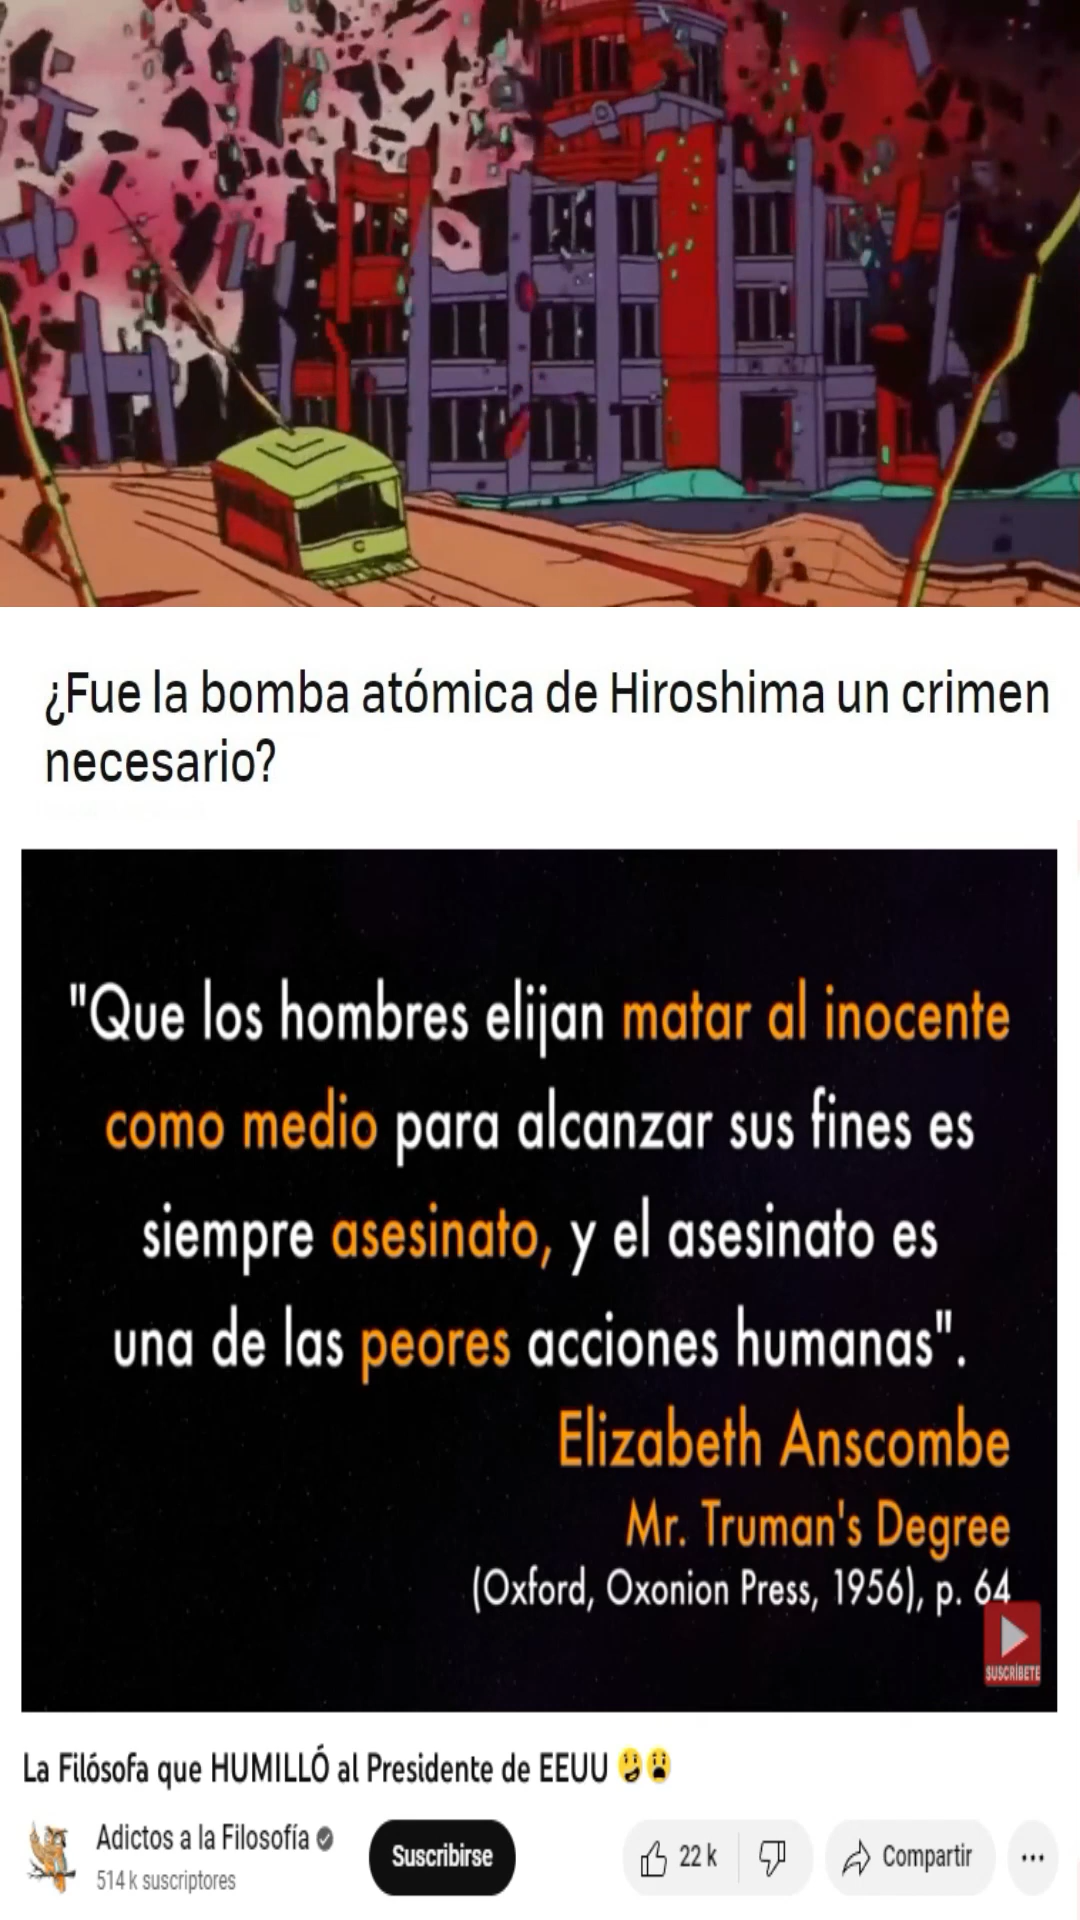 ¿Fue la bomba atómica de Hiroshima un crimen
necesario?
"Que los hombres elijan matar al inocente
como medio para alcanzar sus fines es
siempre asesinato, y el asesinato es
una de las peores acciones humanas".
Elizabeth Anscombe
Mr. Truman's Degree
(Oxford, Oxonion Press, 1956), p. 64
SUSCRÍBETE
La Filósofa que HUMILLÓ al Presidente de EEUU 🤔😨
Adictos a la Filosofía
514 k suscriptores
Suscribirse
22 k
Compartir